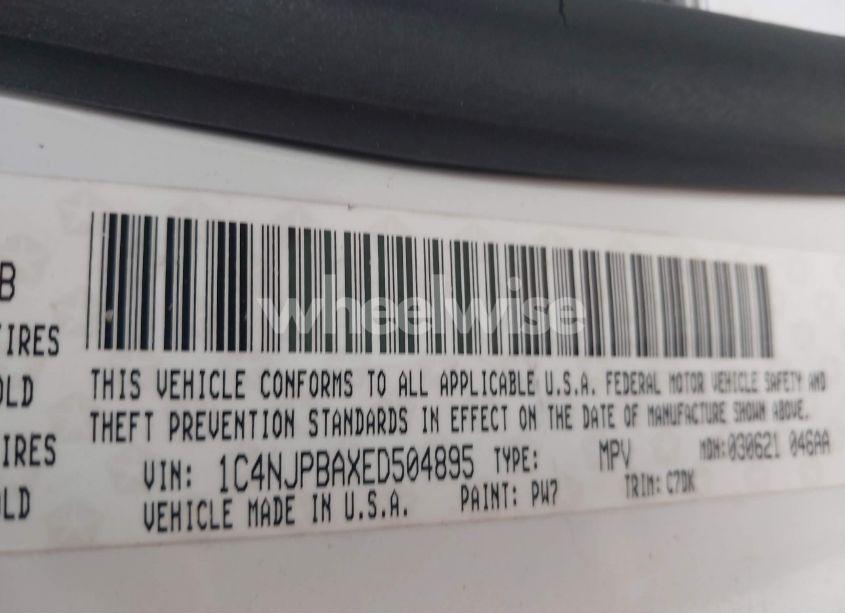 B
TIRES
OLD
IRES
LD
wheelwise
THIS VEHICLE CONFORMS TO ALL APPLICABLE U.S.A. FEDERAL MOTOR VEHICLE SAFETY AND
THEFT PREVENTION STANDARDS IN EFFECT ON THE DATE OF MANUFACTURE SHOWN ABOVE.
VIN: 1C4NJPBAXED504895 TYPE: MPV MDH:030621 046AA
VEHICLE MADE IN U.S.A. PAINT: PW7 TRIM: C7DK